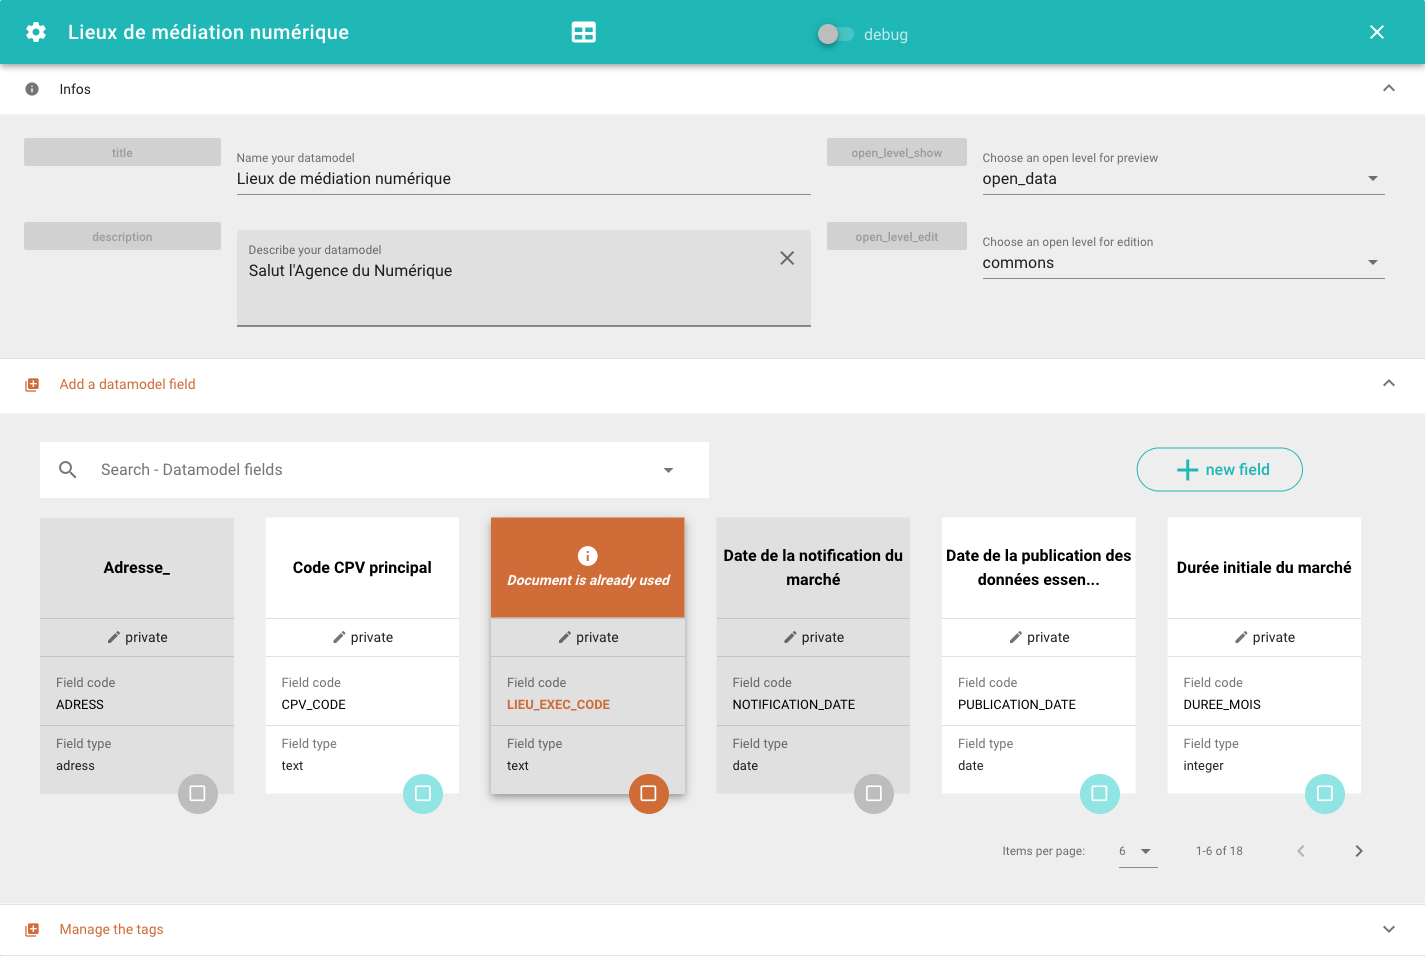 Lieux de médiation numérique
debug
Infos
title
Name your datamodel
Lieux de médiation numérique
open_level_show
Choose an open level for preview
open_data
description
Describe your datamodel
Salut l'Agence du Numérique
open_level_edit
Choose an open level for edition
commons
Add a datamodel field
Search - Datamodel fields
new field
Adresse_
private
Field code
ADRESS
Field type
adress
Code CPV principal
private
Field code
CPV_CODE
Field type
text
Document is already used
private
Field code
LIEU_EXEC_CODE
Field type
text
Date de la notification du
marché
private
Field code
NOTIFICATION_DATE
Field type
date
Date de la publication des
données essen...
private
Field code
PUBLICATION_DATE
Field type
date
Durée initiale du marché
private
Field code
DUREE_MOIS
Field type
integer
Items per page:
6
1-6 of 18
Manage the tags